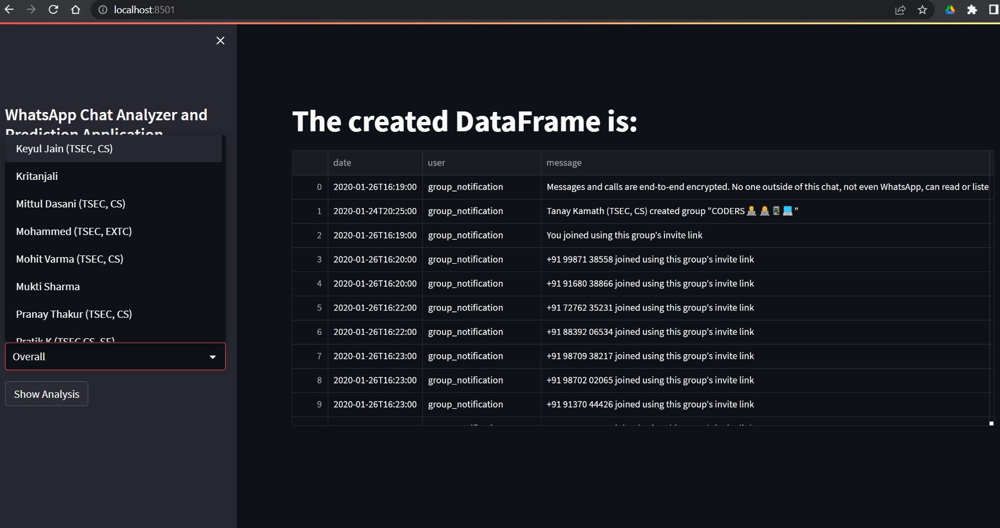 localhost:8501
WhatsApp Chat Analyzer and
Prediction Application
Keyul Jain (TSEC, CS)
Kritanjali
Mittul Dasani (TSEC, CS)
Mohammed (TSEC, EXTC)
Mohit Varma (TSEC, CS)
Mukti Sharma
Pranay Thakur (TSEC, CS)
Pratik K (TSEC CS, SE)
Overall
Show Analysis
The created DataFrame is:
date user message
0 2020-01-26T16:19:00 group_notification Messages and calls are end-to-end encrypted. No one outside of this chat, not even WhatsApp, can read or liste
1 2020-01-24T20:25:00 group_notification Tanay Kamath (TSEC, CS) created group "CODERS👨‍💻👩‍💻📱💻"
2 2020-01-26T16:19:00 group_notification You joined using this group's invite link
3 2020-01-26T16:20:00 group_notification +91 99871 38558 joined using this group's invite link
4 2020-01-26T16:20:00 group_notification +91 91680 38866 joined using this group's invite link
5 2020-01-26T16:22:00 group_notification +91 72762 35231 joined using this group's invite link
6 2020-01-26T16:22:00 group_notification +91 88392 06534 joined using this group's invite link
7 2020-01-26T16:23:00 group_notification +91 98709 38217 joined using this group's invite link
8 2020-01-26T16:23:00 group_notification +91 98702 02065 joined using this group's invite link
9 2020-01-26T16:23:00 group_notification +91 91370 44426 joined using this group's invite link